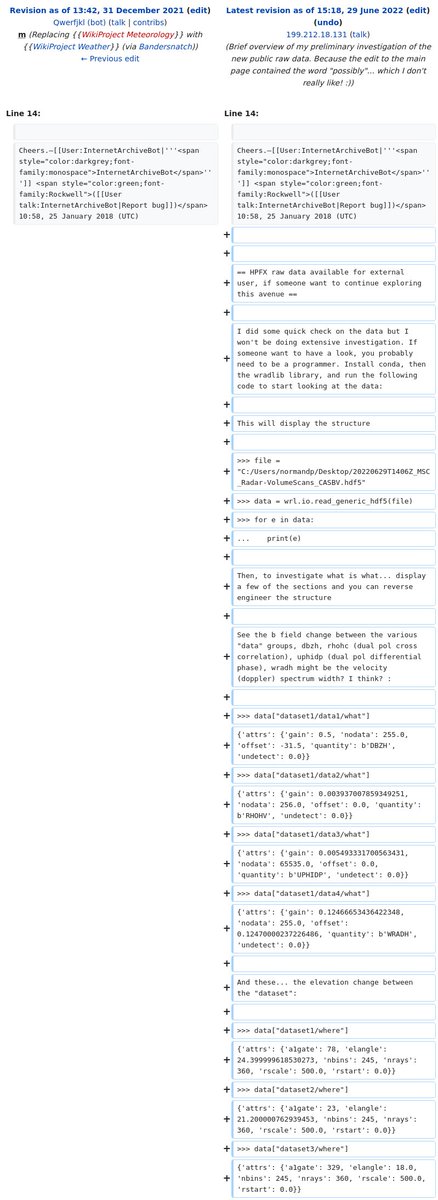 Revision as of 13:42, 31 December 2021 (edit)
Qwerfjkl (bot) (talk | contribs)
m (Replacing {{WikiProject Meteorology}} with
{{WikiProject Weather}} (via Bandersnatch))
← Previous edit
Latest revision as of 15:18, 29 June 2022 (edit)
(undo)
199.212.18.131 (talk)
(Brief overview of my preliminary investigation of the
new public raw data. Because the edit to the main
page contained the word "possibly"... which I don't
really like! :))
Line 14:
Line 14:
Cheers.—[[User:InternetArchiveBot|'''<span
style="color:darkgrey;font-
family:monospace">InternetArchiveBot</span>''
']] <span style="color:green;font-
family:Rockwell">([[User
talk:InternetArchiveBot|Report bug]])</span>
10:58, 25 January 2018 (UTC)
Cheers.—[[User:InternetArchiveBot|'''<span
style="color:darkgrey;font-
family:monospace">InternetArchiveBot</span>''
']] <span style="color:green;font-
family:Rockwell">([[User
talk:InternetArchiveBot|Report bug]])</span>
10:58, 25 January 2018 (UTC)
+
+
+ == HPFX raw data available for external
user, if someone want to continue exploring
this avenue ==
+
+ I did some quick check on the data but I
won't be doing extensive investigation. If
someone want to have a look, you probably
need to be a programmer. Install conda, then
the wradlib library, and run the following
code to start looking at the data:
+
+ This will display the structure
+
+ >>> file =
"C:/Users/normandp/Desktop/20220629T1406Z_MSC
_Radar-VolumeScans_CASBV.hdf5"
+ >>> data = wrl.io.read_generic_hdf5(file)
+ >>> for e in data:
+ ...    print(e)
+
+ Then, to investigate what is what... display
a few of the sections and you can reverse
engineer the structure
+
+ See the b field change between the various
"data" groups, dbzh, rhohc (dual pol cross
correlation), uphidp (dual pol differential
phase), wradh might be the velocity
(doppler) spectrum width? I think? :
+
+ >>> data["dataset1/data1/what"]
+ {'attrs': {'gain': 0.5, 'nodata': 255.0,
'offset': -31.5, 'quantity': b'DBZH',
'undetect': 0.0}}
+ >>> data["dataset1/data2/what"]
+ {'attrs': {'gain': 0.003937007859349251,
'nodata': 256.0, 'offset': 0.0, 'quantity':
b'RHOHV', 'undetect': 0.0}}
+ >>> data["dataset1/data3/what"]
+ {'attrs': {'gain': 0.005493331700563431,
'nodata': 65535.0, 'offset': 0.0,
'quantity': b'UPHIDP', 'undetect': 0.0}}
+ >>> data["dataset1/data4/what"]
+ {'attrs': {'gain': 0.12466653436422348,
'nodata': 255.0, 'offset':
0.12470000237226486, 'quantity': b'WRADH',
'undetect': 0.0}}
+
+ And these... the elevation change between
the "dataset":
+
+ >>> data["dataset1/where"]
+ {'attrs': {'a1gate': 78, 'elangle':
24.399999618530273, 'nbins': 245, 'nrays':
360, 'rscale': 500.0, 'rstart': 0.0}}
+ >>> data["dataset2/where"]
+ {'attrs': {'a1gate': 23, 'elangle':
21.200000762939453, 'nbins': 245, 'nrays':
360, 'rscale': 500.0, 'rstart': 0.0}}
+ >>> data["dataset3/where"]
+ {'attrs': {'a1gate': 329, 'elangle': 18.0,
'nbins': 245, 'nrays': 360, 'rscale': 500.0,
'rstart': 0.0}}